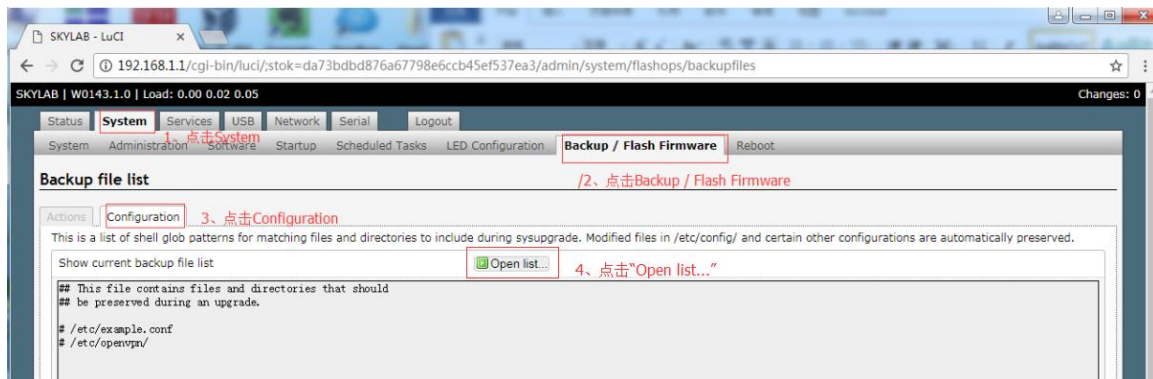 SKYLAB - LuCI
192.168.1.1/cgi-bin/luci/;stok=da73bdbd876a67798e6ccb45ef537ea3/admin/system/flashops/backupfiles
SKYLAB | W0143.1.0 | Load: 0.00 0.02 0.05 Changes: 0
Status System Services USB Network Serial Logout
1、点击System
System Administration Software Startup Scheduled Tasks LED Configuration Backup / Flash Firmware Reboot
Backup file list
/2、点击Backup / Flash Firmware
Actions Configuration 3、点击Configuration
This is a list of shell glob patterns for matching files and directories to include during sysupgrade. Modified files in /etc/config/ and certain other configurations are automatically preserved.
Show current backup file list Open list... 4、点击“Open list...”
## This file contains files and directories that should
## be preserved during an upgrade.
# /etc/example.conf
# /etc/openvpn/